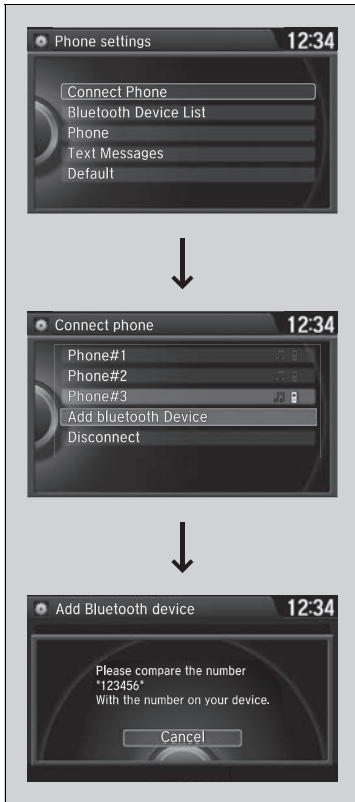 Phone settings 12:34
Connect Phone
Bluetooth Device List
Phone
Text Messages
Default
Connect phone 12:34
Phone#1
Phone#2
Phone#3
Add bluetooth Device
Disconnect
Add Bluetooth device 12:34
Please compare the number
"123456"
With the number on your device.
Cancel